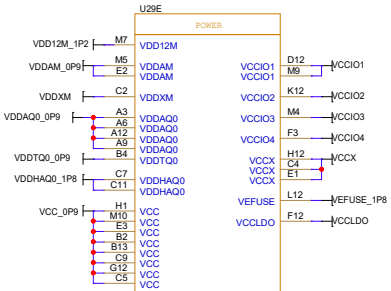 U29E
POWER
VDD12M_1P2 M7 VDD12M
VDDAM_0P9 M5 VDDAM
E2 VDDAM
VDDXM C2 VDDXM
VDDAQ0_0P9 A3 VDDAQ0
A6 VDDAQ0
A12 VDDAQ0
A9 VDDAQ0
VDDTQ0_0P9 B4 VDDTQ0
VDDHAQ0_1P8 C7 VDDHAQ0
C11 VDDHAQ0
VCC_0P9 H1 VCC
M10 VCC
E3 VCC
B2 VCC
B13 VCC
C9 VCC
G12 VCC
C5 VCC
VCCIO1 D12 VCCIO1
VCCIO1 M9
VCCIO2 K12 VCCIO2
VCCIO3 M4 VCCIO3
VCCIO4 F3 VCCIO4
VCCX H12 VCCX
VCCX C4
VCCX E1
VEFUSE L12 VEFUSE_1P8
VCCLDO F12 VCCLDO